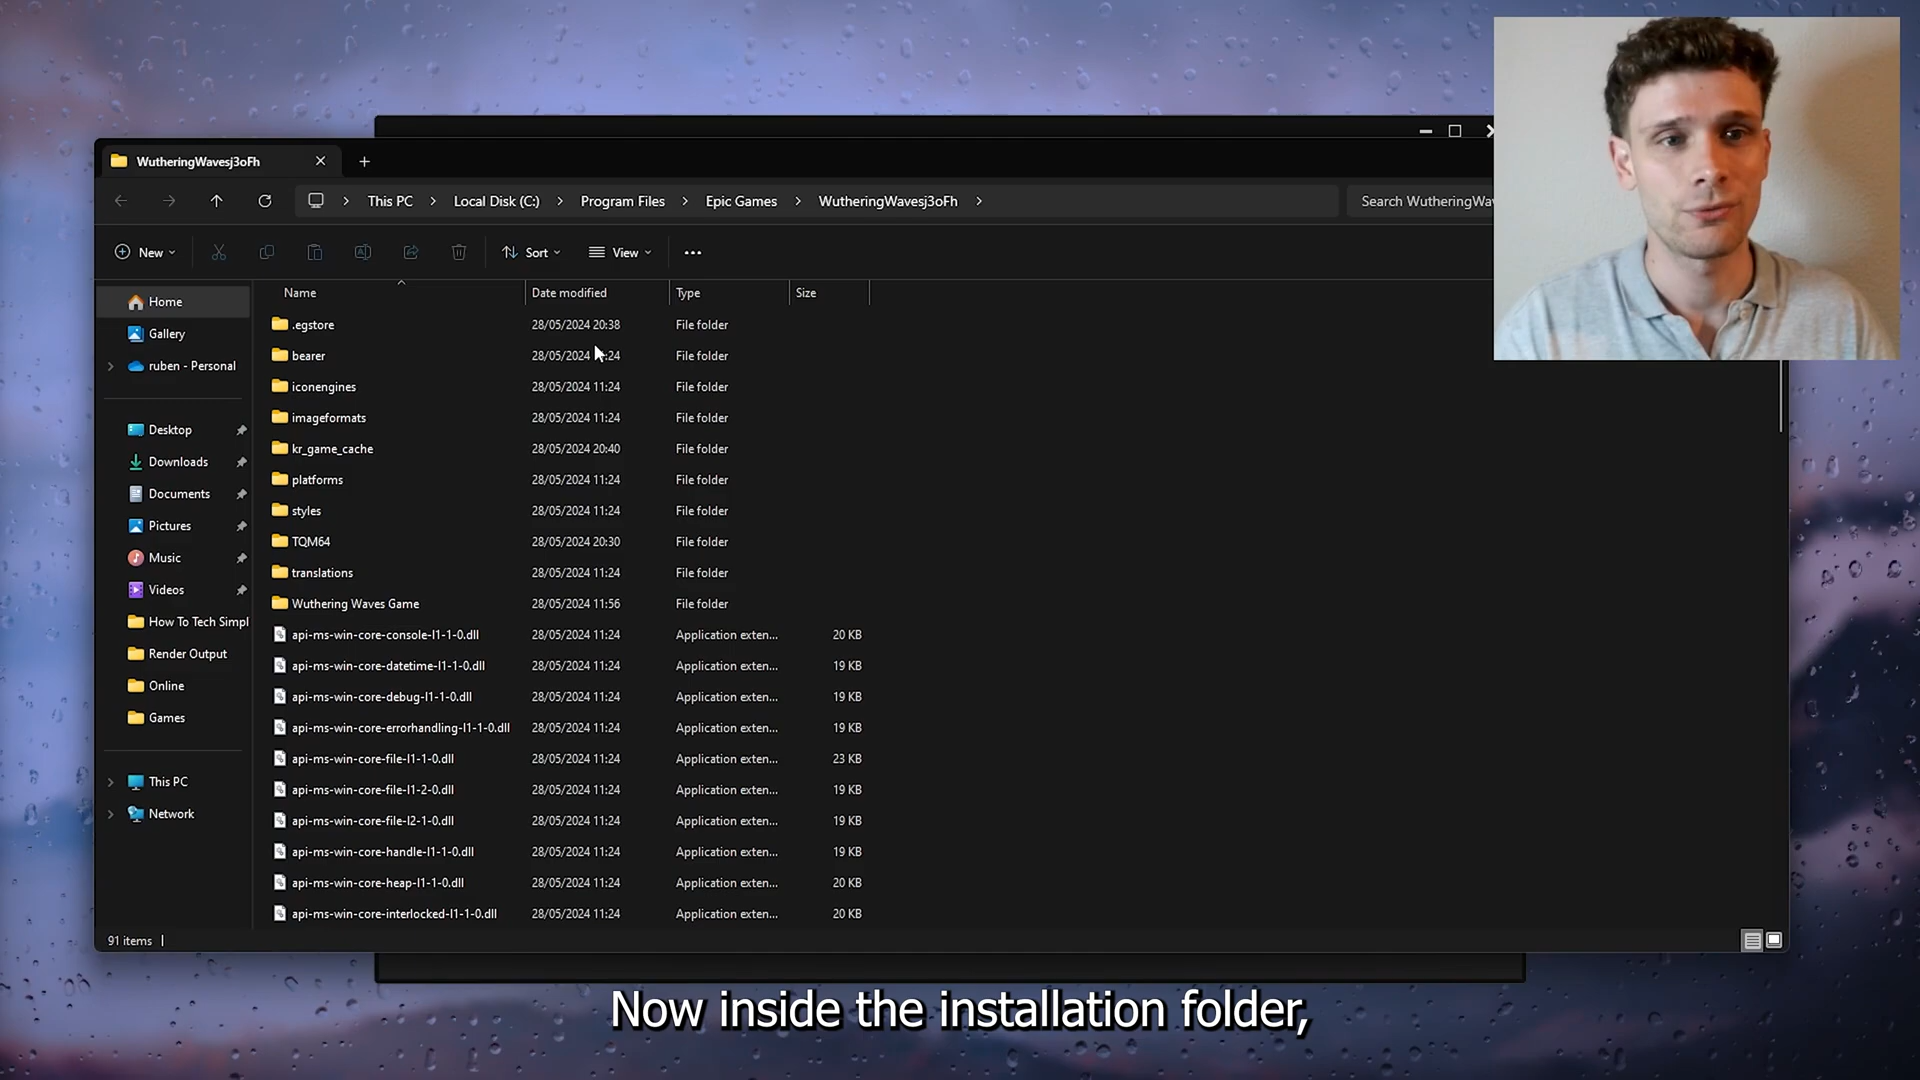 WutheringWavesj3oFh
This PC > Local Disk (C:) > Program Files > Epic Games > WutheringWavesj3oFh >
Search WutheringWav
New
Sort
View
Name Date modified Type Size
Home
Gallery
ruben - Personal
Desktop
Downloads
Documents
Pictures
Music
Videos
How To Tech Simpl
Render Output
Online
Games
This PC
Network
.egstore 28/05/2024 20:38 File folder
bearer 28/05/2024 :24 File folder
iconengines 28/05/2024 11:24 File folder
imageformats 28/05/2024 11:24 File folder
kr_game_cache 28/05/2024 20:40 File folder
platforms 28/05/2024 11:24 File folder
styles 28/05/2024 11:24 File folder
TQM64 28/05/2024 20:30 File folder
translations 28/05/2024 11:24 File folder
Wuthering Waves Game 28/05/2024 11:56 File folder
api-ms-win-core-console-l1-1-0.dll 28/05/2024 11:24 Application exten... 20 KB
api-ms-win-core-datetime-l1-1-0.dll 28/05/2024 11:24 Application exten... 19 KB
api-ms-win-core-debug-l1-1-0.dll 28/05/2024 11:24 Application exten... 19 KB
api-ms-win-core-errorhandling-l1-1-0.dll 28/05/2024 11:24 Application exten... 19 KB
api-ms-win-core-file-l1-1-0.dll 28/05/2024 11:24 Application exten... 23 KB
api-ms-win-core-file-l1-2-0.dll 28/05/2024 11:24 Application exten... 19 KB
api-ms-win-core-file-l2-1-0.dll 28/05/2024 11:24 Application exten... 19 KB
api-ms-win-core-handle-l1-1-0.dll 28/05/2024 11:24 Application exten... 19 KB
api-ms-win-core-heap-l1-1-0.dll 28/05/2024 11:24 Application exten... 20 KB
api-ms-win-core-interlocked-l1-1-0.dll 28/05/2024 11:24 Application exten... 20 KB
91 items
Now inside the installation folder,